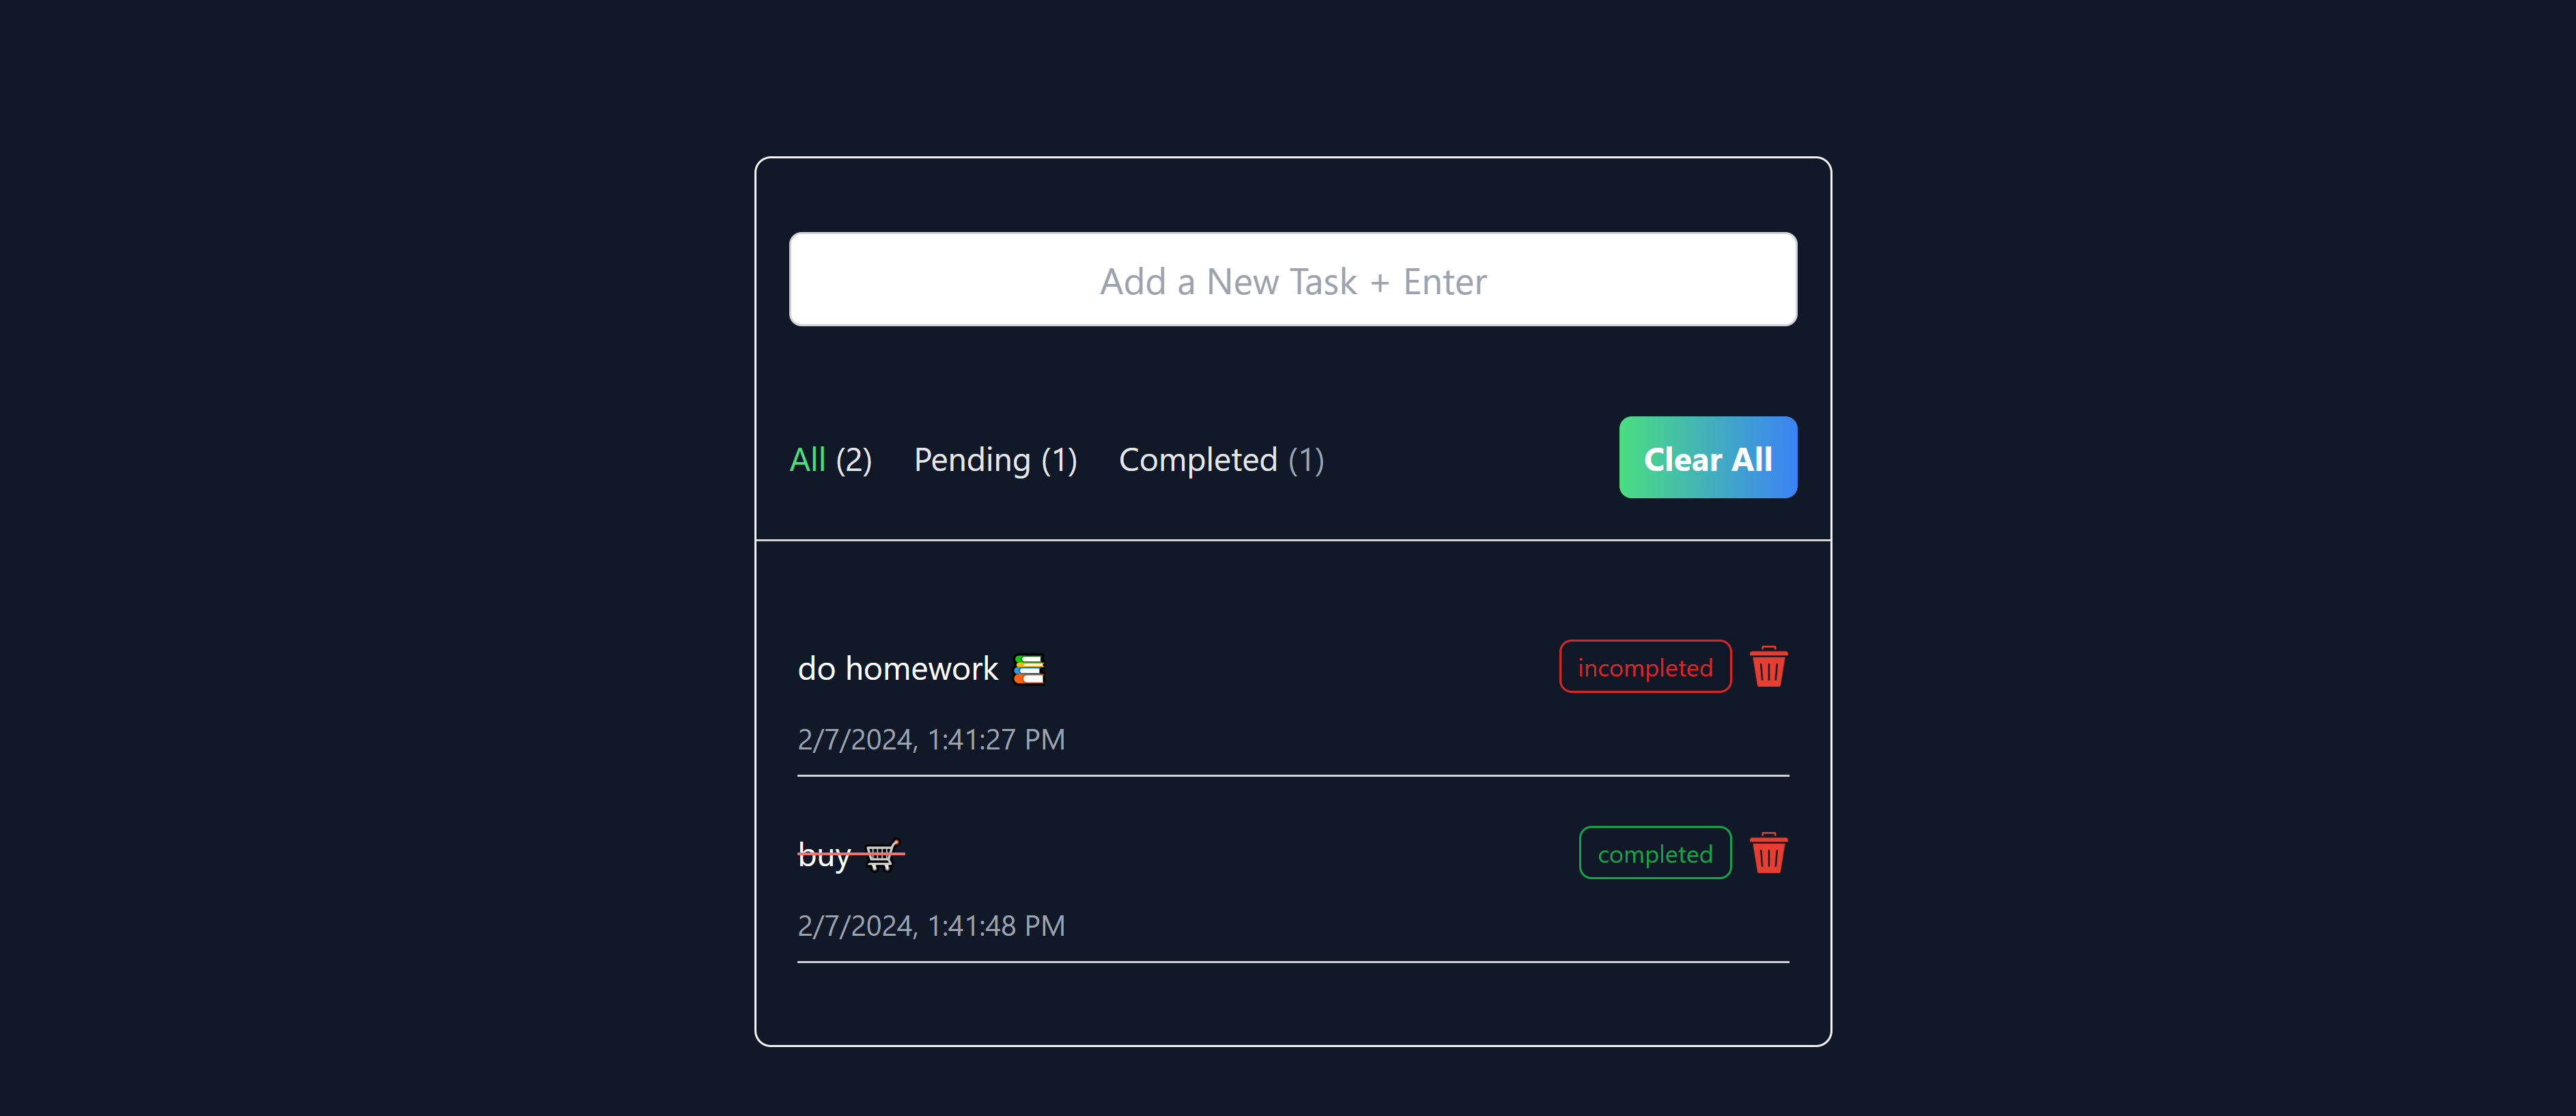 Add a New Task + Enter
All (2) Pending (1) Completed (1) Clear All
do homework 📚 incompleted
2/7/2024, 1:41:27 PM
buy 🛒 completed
2/7/2024, 1:41:48 PM